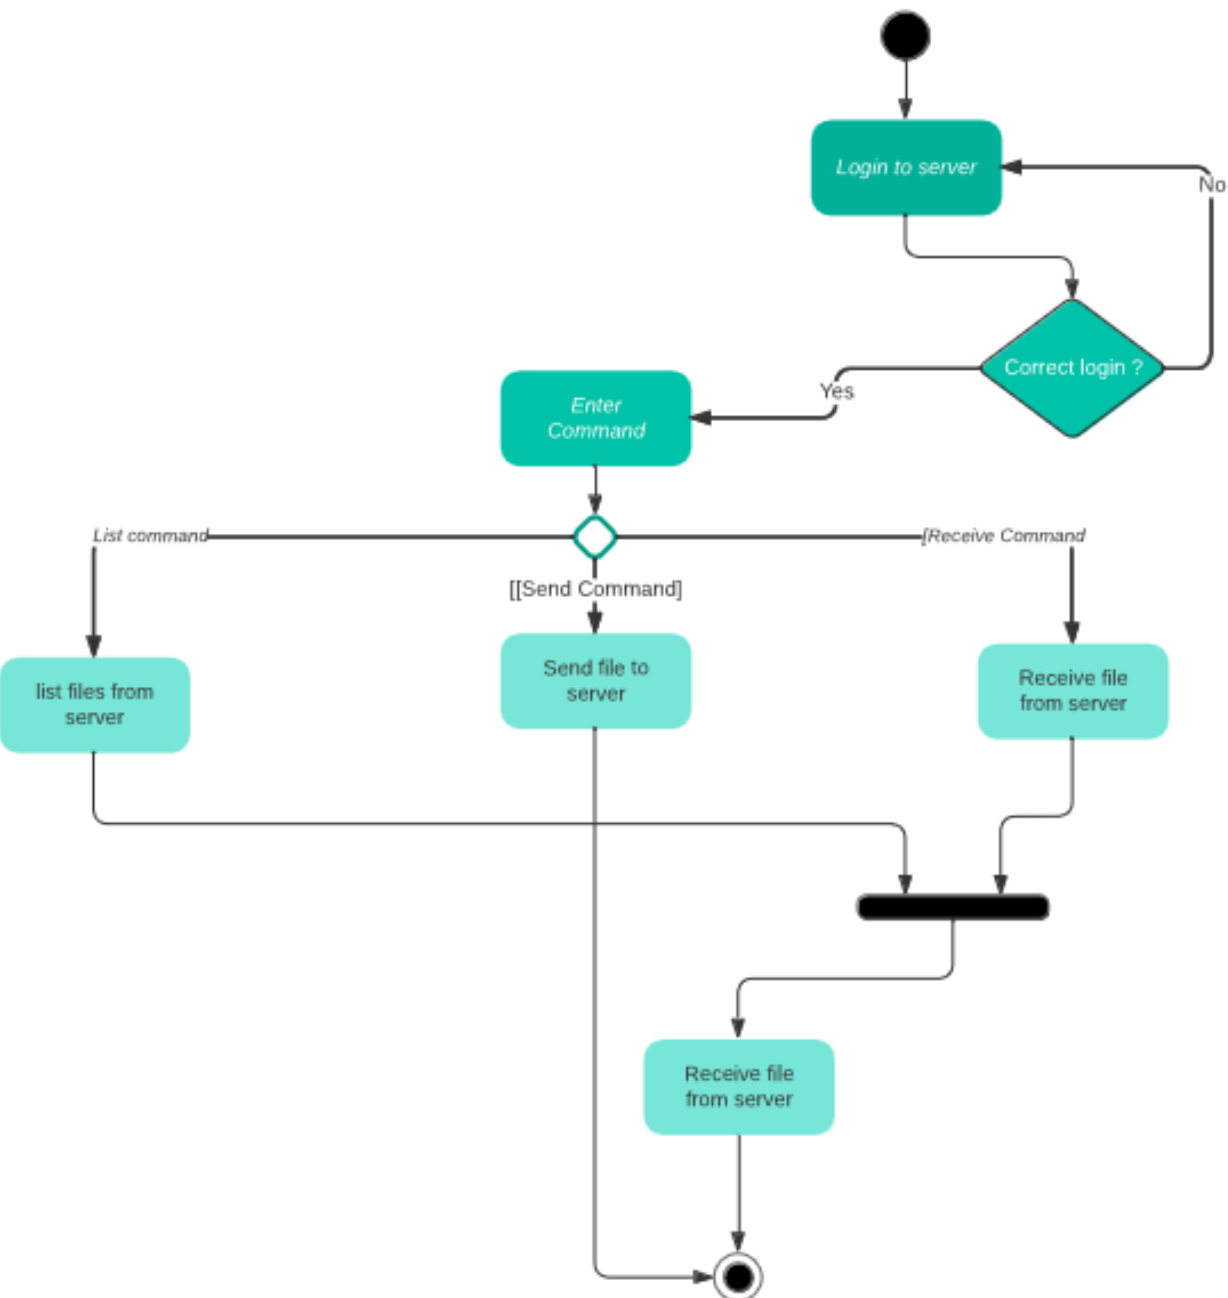 Login to server
No
Correct login ?
Yes
Enter
Command
List command
[Receive Command
[[Send Command]
Send file to
server
Receive file
from server
list files from
server
Receive file
from server